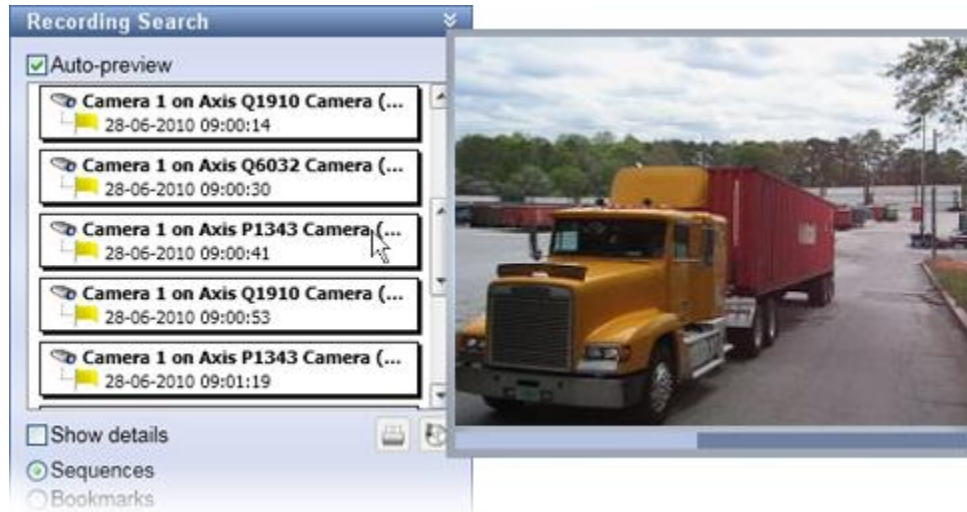 Recording Search
Auto-preview
Camera 1 on Axis Q1910 Camera (...
28-06-2010 09:00:14
Camera 1 on Axis Q6032 Camera (...
28-06-2010 09:00:30
Camera 1 on Axis P1343 Camera (...
28-06-2010 09:00:41
Camera 1 on Axis Q1910 Camera (...
28-06-2010 09:00:53
Camera 1 on Axis P1343 Camera (...
28-06-2010 09:01:19
Show details
Sequences
Bookmarks